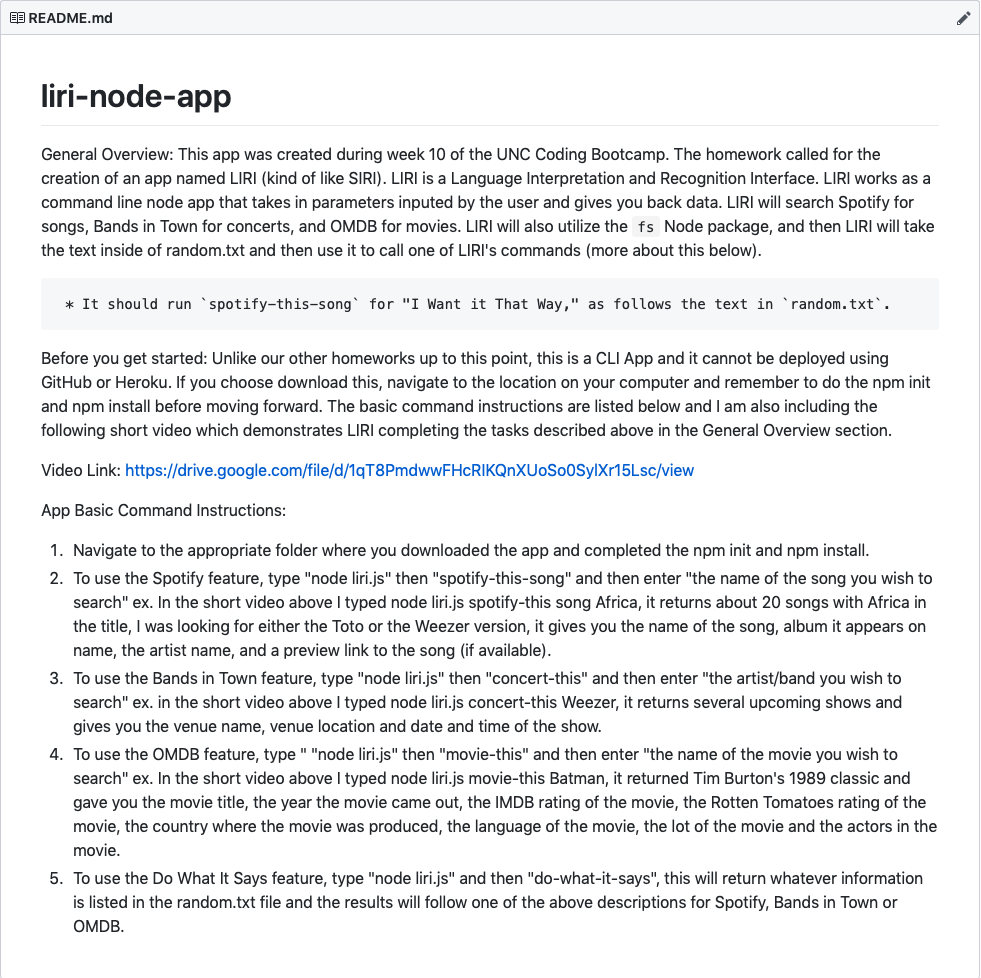 README.md
liri-node-app
General Overview: This app was created during week 10 of the UNC Coding Bootcamp. The homework called for the
creation of an app named LIRI (kind of like SIRI). LIRI is a Language Interpretation and Recognition Interface. LIRI works as a
command line node app that takes in parameters inputed by the user and gives you back data. LIRI will search Spotify for
songs, Bands in Town for concerts, and OMDB for movies. LIRI will also utilize the fs Node package, and then LIRI will take
the text inside of random.txt and then use it to call one of LIRI's commands (more about this below).
* It should run `spotify-this-song` for "I Want it That Way," as follows the text in `random.txt`.
Before you get started: Unlike our other homeworks up to this point, this is a CLI App and it cannot be deployed using
GitHub or Heroku. If you choose download this, navigate to the location on your computer and remember to do the npm init
and npm install before moving forward. The basic command instructions are listed below and I am also including the
following short video which demonstrates LIRI completing the tasks described above in the General Overview section.
Video Link: https://drive.google.com/file/d/1qT8PmdwwFHcRlKQnXUoSo0SylXr15Lsc/view
App Basic Command Instructions:
1. Navigate to the appropriate folder where you downloaded the app and completed the npm init and npm install.
2. To use the Spotify feature, type "node liri.js" then "spotify-this-song" and then enter "the name of the song you wish to
search" ex. In the short video above I typed node liri.js spotify-this song Africa, it returns about 20 songs with Africa in
the title, I was looking for either the Toto or the Weezer version, it gives you the name of the song, album it appears on
name, the artist name, and a preview link to the song (if available).
3. To use the Bands in Town feature, type "node liri.js" then "concert-this" and then enter "the artist/band you wish to
search" ex. in the short video above I typed node liri.js concert-this Weezer, it returns several upcoming shows and
gives you the venue name, venue location and date and time of the show.
4. To use the OMDB feature, type " "node liri.js" then "movie-this" and then enter "the name of the movie you wish to
search" ex. In the short video above I typed node liri.js movie-this Batman, it returned Tim Burton's 1989 classic and
gave you the movie title, the year the movie came out, the IMDB rating of the movie, the Rotten Tomatoes rating of the
movie, the country where the movie was produced, the language of the movie, the lot of the movie and the actors in the
movie.
5. To use the Do What It Says feature, type "node liri.js" and then "do-what-it-says", this will return whatever information
is listed in the random.txt file and the results will follow one of the above descriptions for Spotify, Bands in Town or
OMDB.